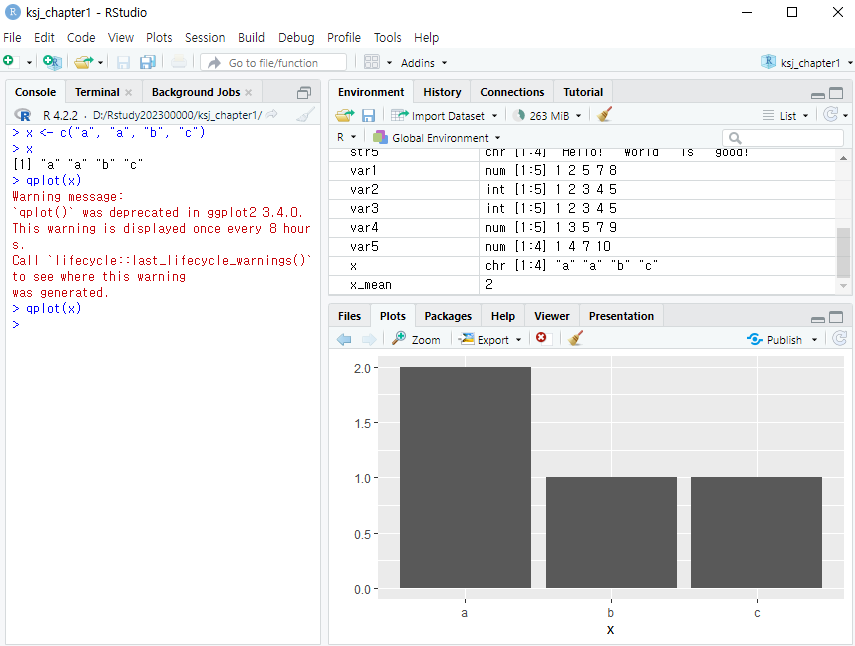 ksj_chapter1 - RStudio
File Edit Code View Plots Session Build Debug Profile Tools Help
Go to file/function Addins ksj_chapter1
Console Terminal Background Jobs
R 4.2.2 · D:/Rstudy202300000/ksj_chapter1/
> x <- c("a", "a", "b", "c")
> x
[1] "a" "a" "b" "c"
> qplot(x)
Warning message:
`qplot()` was deprecated in ggplot2 3.4.0.
This warning is displayed once every 8 hour
s.
Call `lifecycle::last_lifecycle_warnings()`
to see where this warning
was generated.
> qplot(x)
>
Environment History Connections Tutorial
Import Dataset 263 MiB List
R Global Environment
str5 chr [1:4] "Hello!" "World" "is" "good!"
var1 num [1:5] 1 2 5 7 8
var2 int [1:5] 1 2 3 4 5
var3 int [1:5] 1 2 3 4 5
var4 num [1:5] 1 3 5 7 9
var5 num [1:4] 1 4 7 10
x chr [1:4] "a" "a" "b" "c"
x_mean 2
Files Plots Packages Help Viewer Presentation
Zoom Export Publish
2.0
1.5
1.0
0.5
0.0
a b c
x